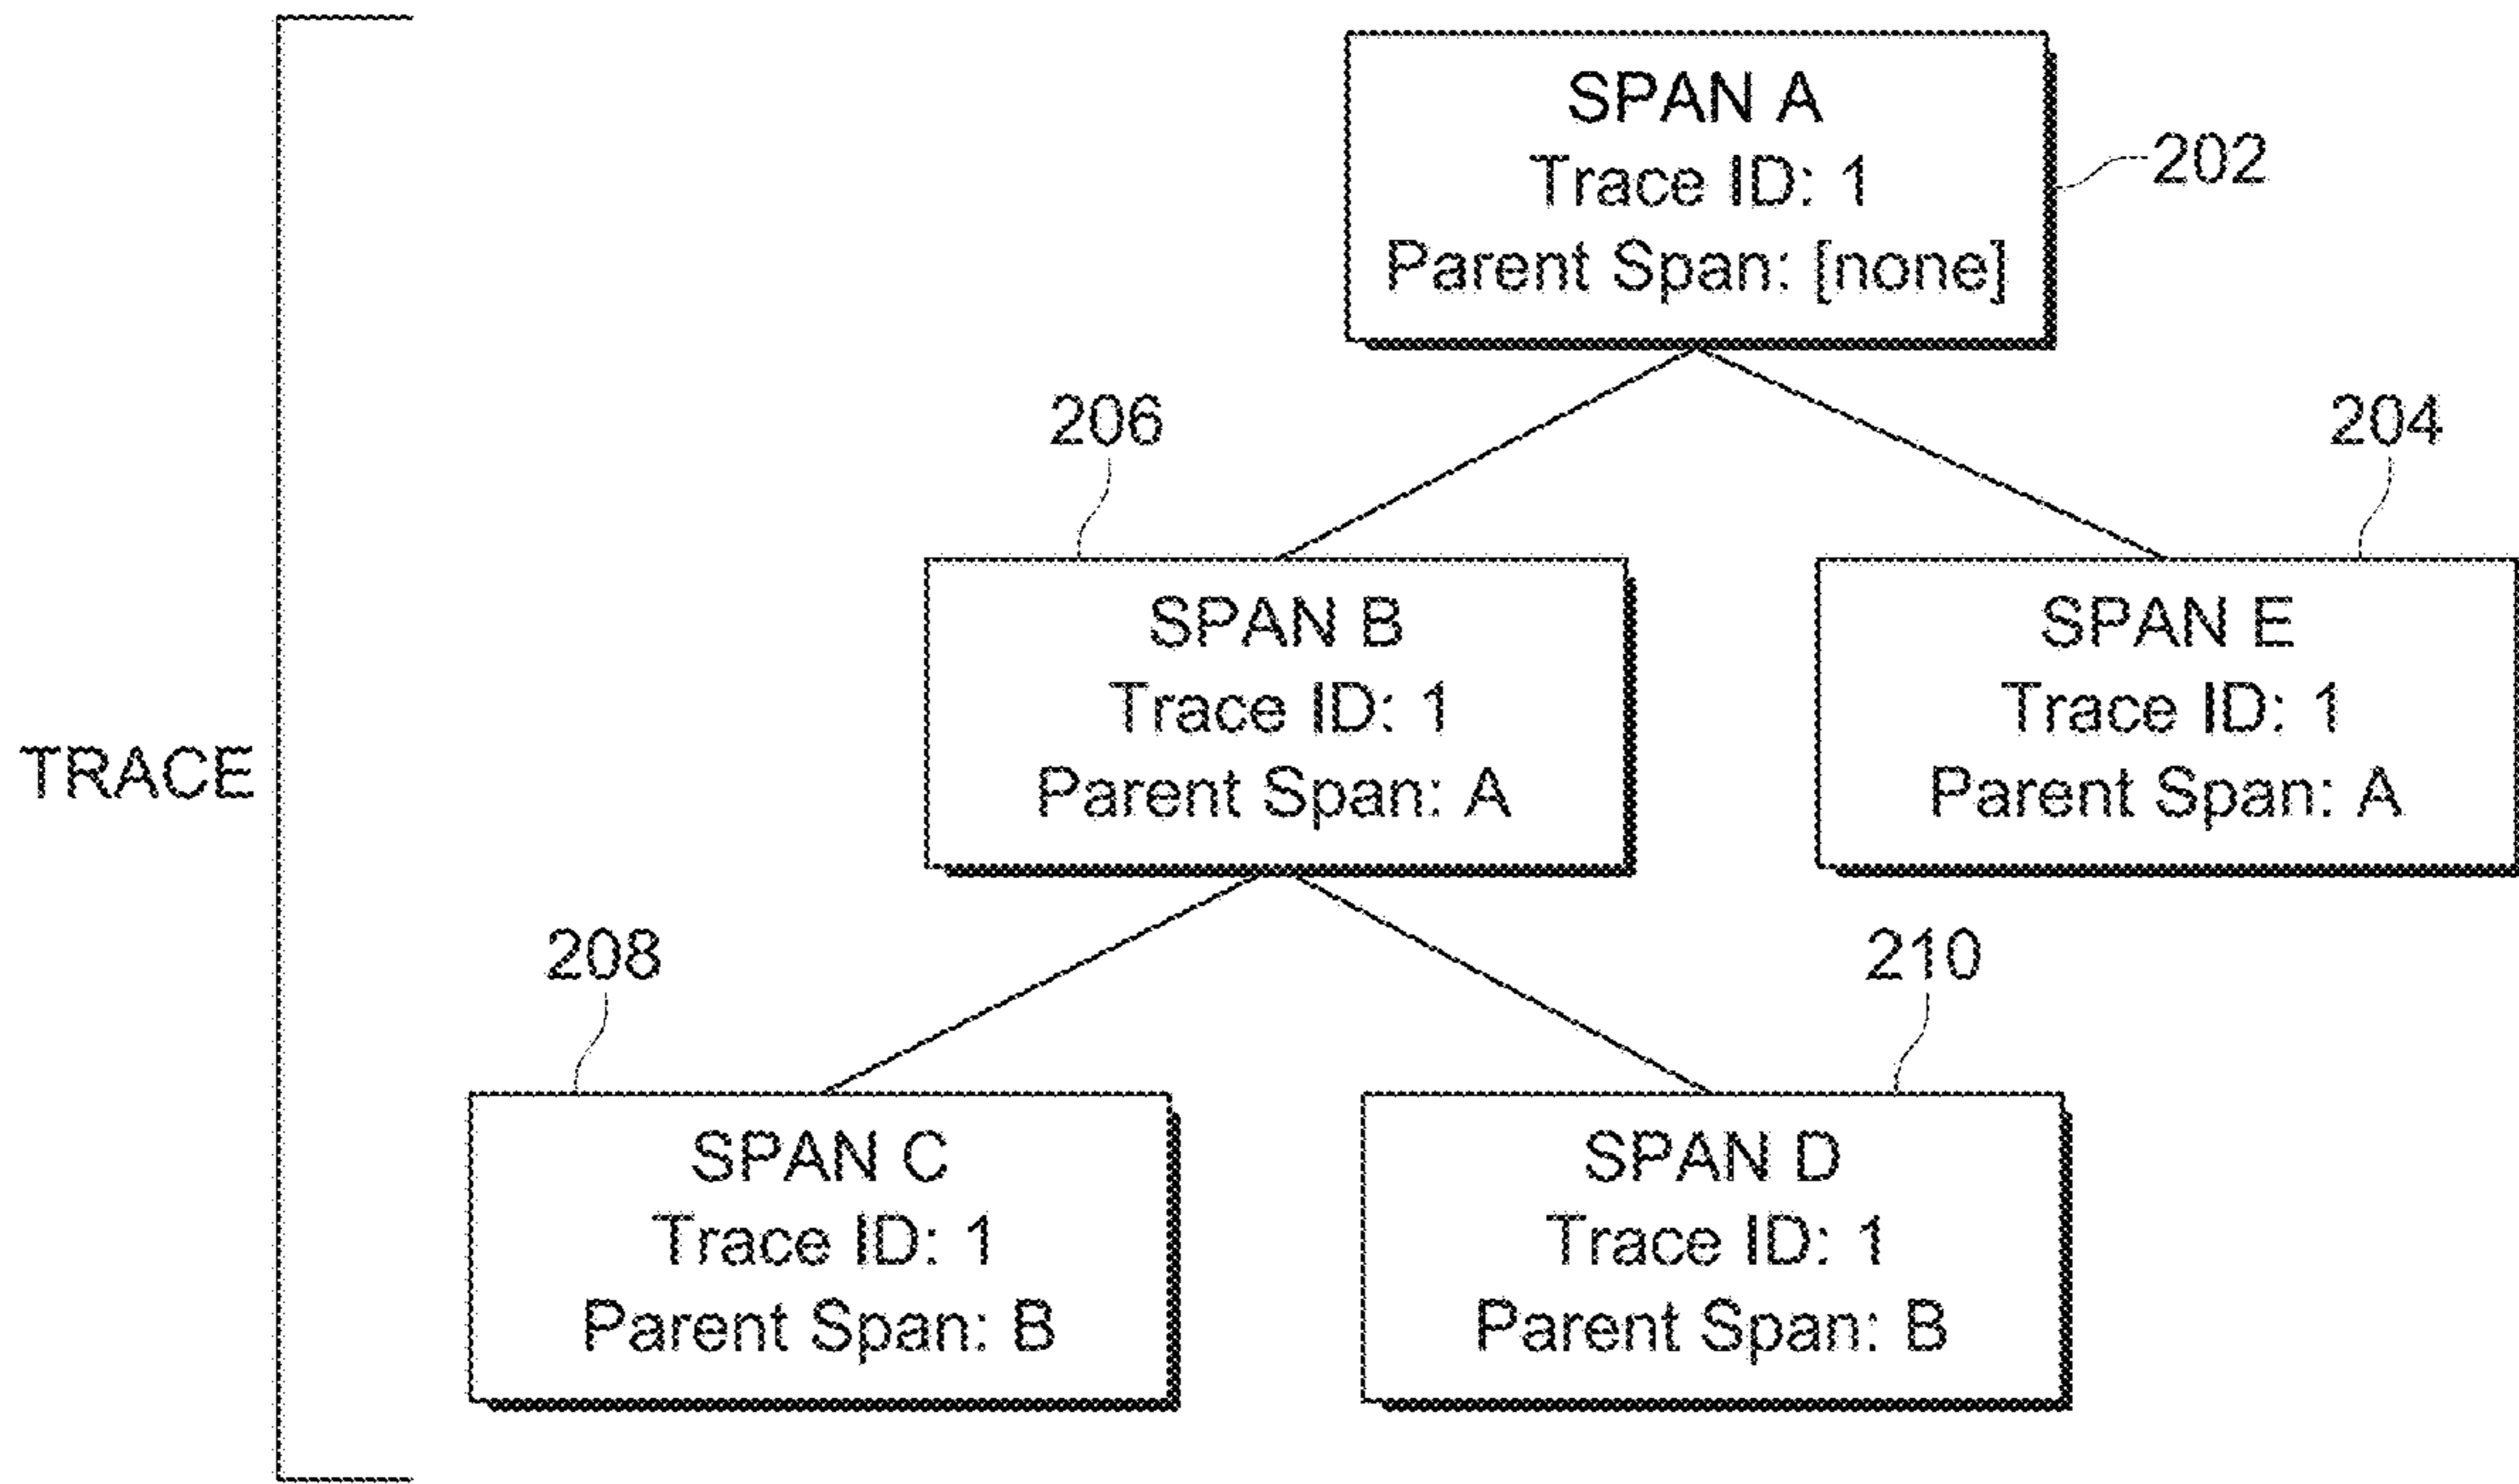 SPAN A
Trace ID: 1
Parent Span: [none]
202
206
204
SPAN B
Trace ID: 1
Parent Span: A
SPAN E
Trace ID: 1
Parent Span: A
TRACE
208
210
SPAN C
Trace ID: 1
Parent Span: B
SPAN D
Trace ID: 1
Parent Span: B